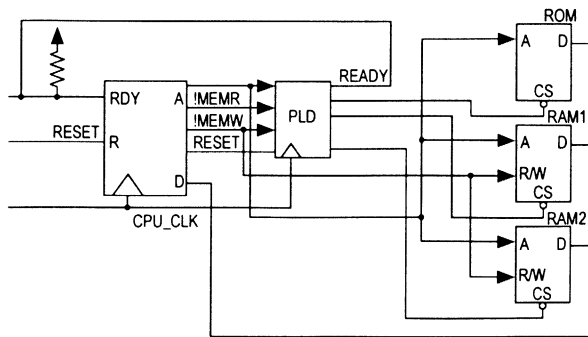 ROM
A D
CS
READY
RDY A
!MEMR
PLD
RAM1
!MEMW
RESET
R
RESET
A D
R/W
CS
D
CPU_CLK
RAM2
A D
R/W
CS